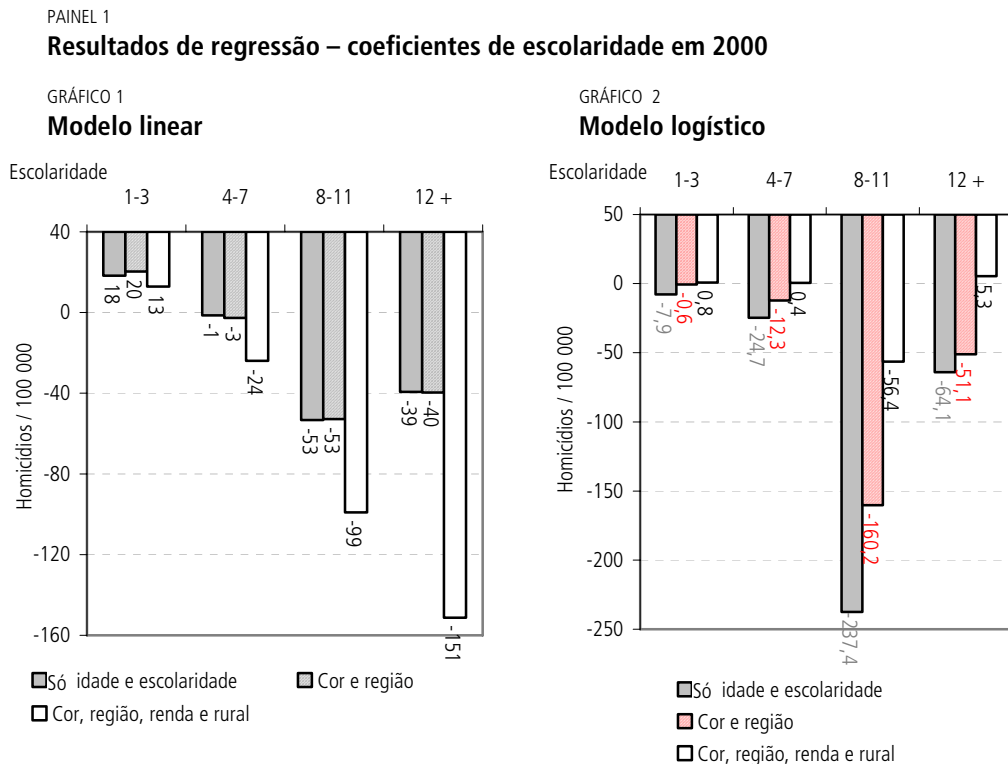 PAINEL 1
Resultados de regressão – coeficientes de escolaridade em 2000
GRÁFICO 1
Modelo linear
Escolaridade
1-3 4-7 8-11 12 +
40
0
-40
-80
-120
-160
Homicídios / 100 000
18 20 13
-1 -3 -24
-53 -53 -99
-39 -40 -151
Só idade e escolaridade
Cor e região
Cor, região, renda e rural
GRÁFICO 2
Modelo logístico
Escolaridade
1-3 4-7 8-11 12 +
50
0
-50
-100
-150
-200
-250
Homicídios / 100 000
-7,9 -0,6 0,8
-24,7 -12,3 0,4
-237,4 -160,2 -56,4
-64,1 -51,1 5,3
Só idade e escolaridade
Cor e região
Cor, região, renda e rural